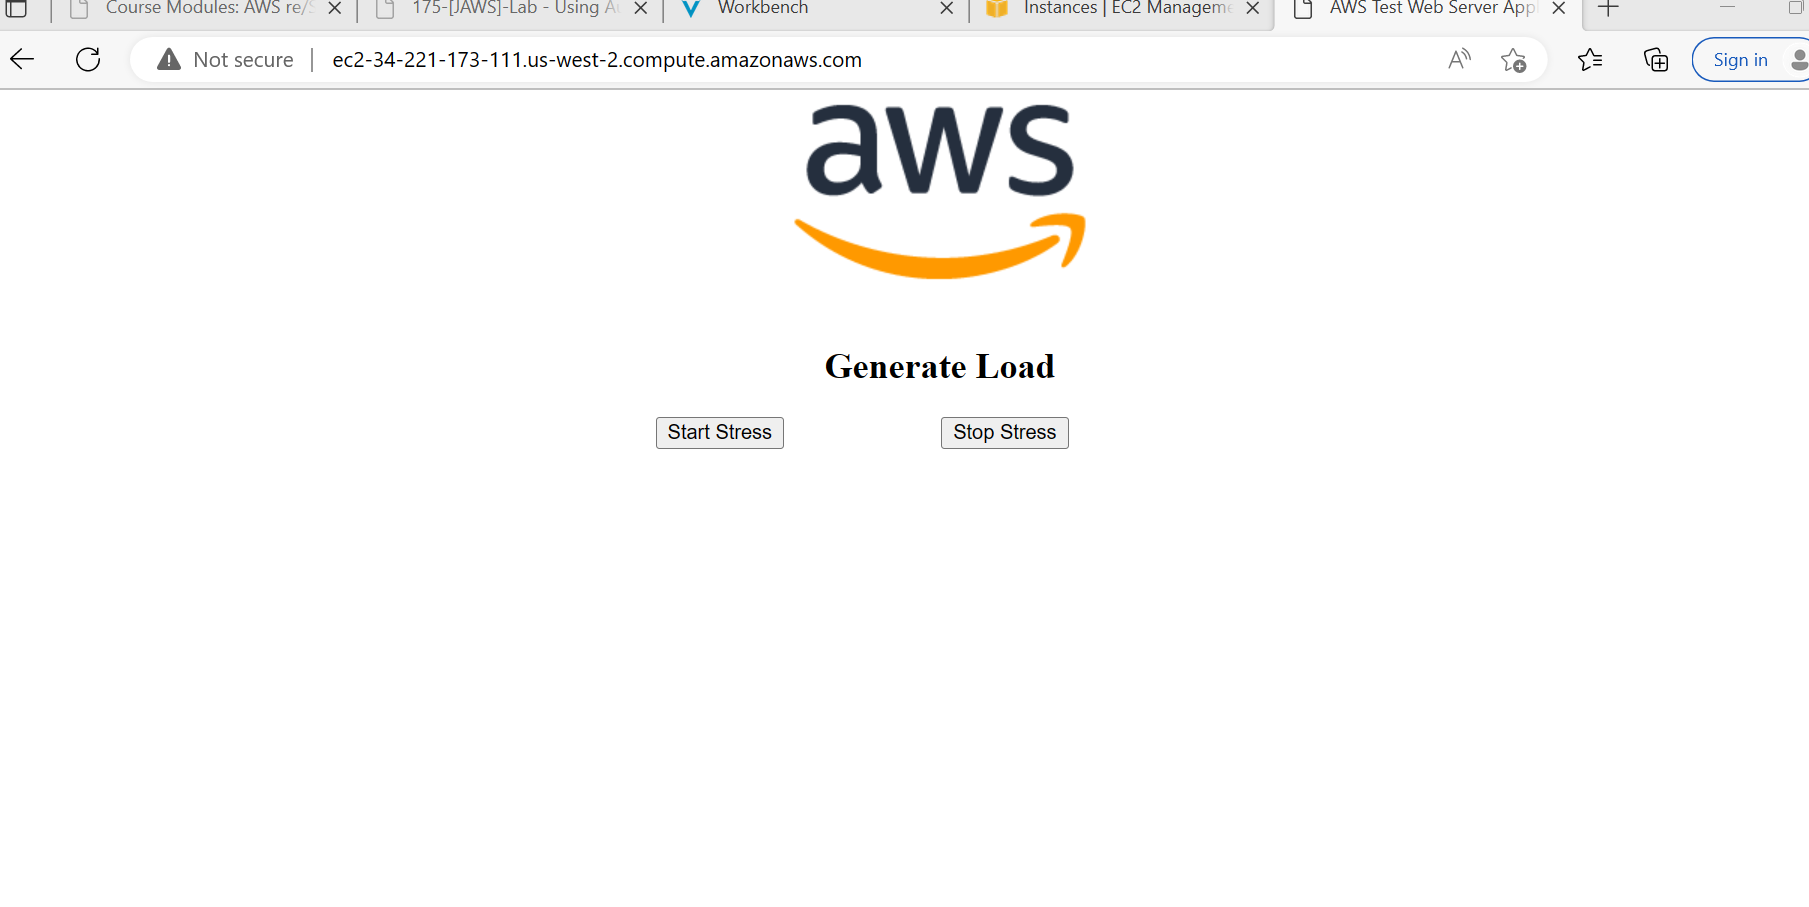 Course Modules: AWS re/S
175-[JAWS]-Lab - Using Au
Workbench
Instances | EC2 Manageme
AWS Test Web Server App
Not secure
ec2-34-221-173-111.us-west-2.compute.amazonaws.com
Sign in
aws
Generate Load
Start Stress
Stop Stress